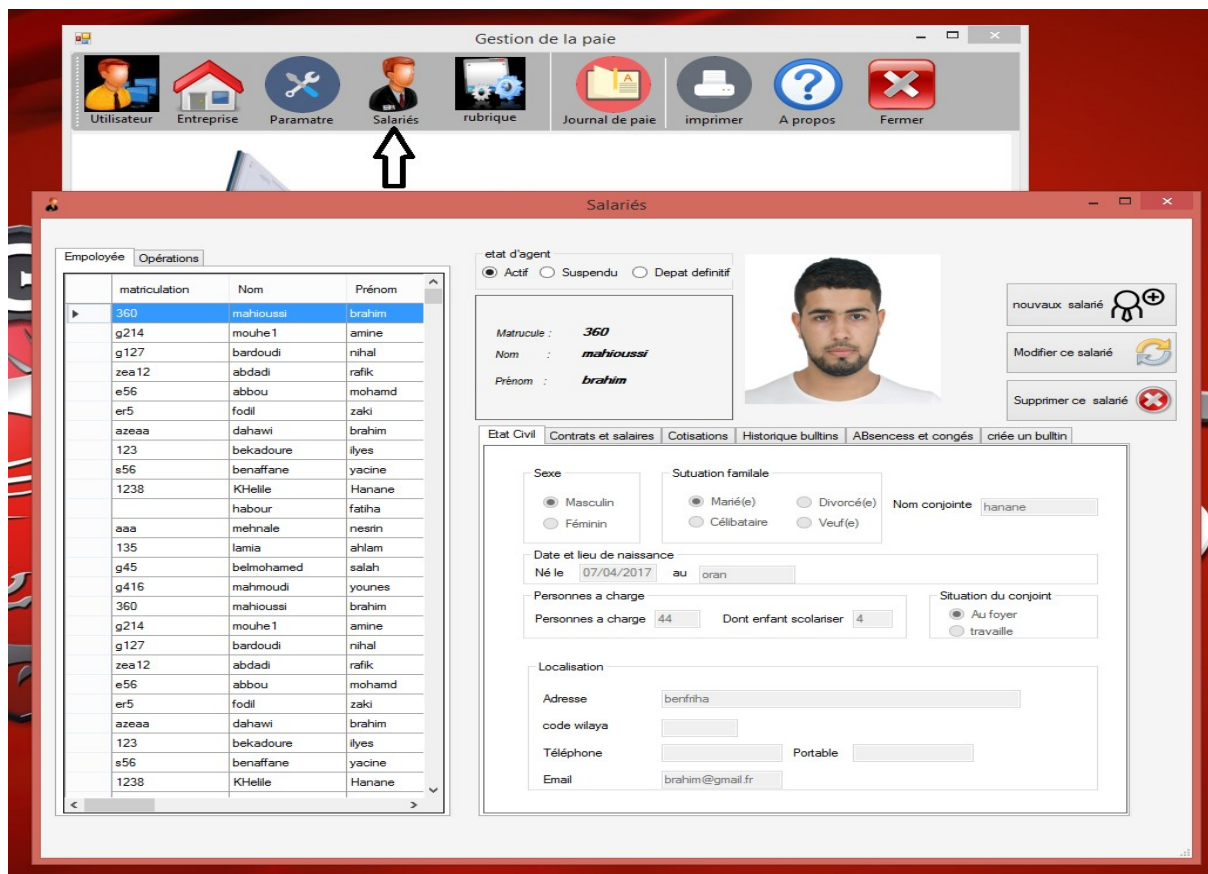 Gestion de la paie
Utilisateur Entreprise Paramatre Salariés rubrique Journal de paie imprimer A propos Fermer
Salariés
Empoloyée Opérations
matriculation Nom Prénom
360 mahioussi brahim
g214 mouhe1 amine
g127 bardoudi nihal
zea12 abdadi rafik
e56 abbou mohamd
er5 fodil zaki
azeaa dahawi brahim
123 bekadoure ilyes
s56 benaffane yacine
1238 KHelile Hanane
habour fatiha
aaa mehnale nesrin
135 lamia ahlam
g45 belmohamed salah
g416 mahmoudi younes
360 mahioussi brahim
g214 mouhe1 amine
g127 bardoudi nihal
zea12 abdadi rafik
e56 abbou mohamd
er5 fodil zaki
azeaa dahawi brahim
123 bekadoure ilyes
s56 benaffane yacine
1238 KHelile Hanane
etat d'agent
Actif Suspendu Depat definitif
Matrucule : 360
Nom : mahioussi
Prénom : brahim
nouvaux salarié
Modifier ce salarié
Supprimer ce salarié
Etat Civil Contrats et salaires Cotisations Historique bulltins ABsencess et congés criée un bulltin
Sexe
Masculin
Féminin
Sutuation familale
Marié(e) Divorcé(e)
Célibataire Veuf(e)
Nom conjointe hanane
Date et lieu de naissance
Né le 07/04/2017 au oran
Personnes a charge
Personnes a charge 44 Dont enfant scolariser 4
Situation du conjoint
Au foyer
travaille
Localisation
Adresse benfriha
code wilaya
Téléphone Portable
Email brahim@gmail.fr